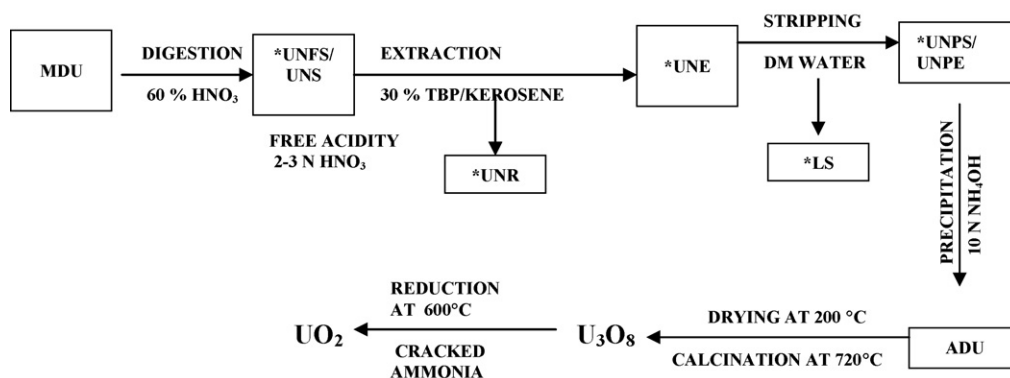 MDU
DIGESTION
60 % HNO₃
*UNFS/
UNS
FREE ACIDITY
2-3 N HNO₃
EXTRACTION
30 % TBP/KEROSENE
*UNR
*UNE
STRIPPING
DM WATER
*LS
*UNPS/
UNPE
PRECIPITATION
10 N NH₄OH
ADU
DRYING AT 200 °C
CALCINATION AT 720°C
U₃O₈
REDUCTION
AT 600°C
CRACKED
AMMONIA
UO₂